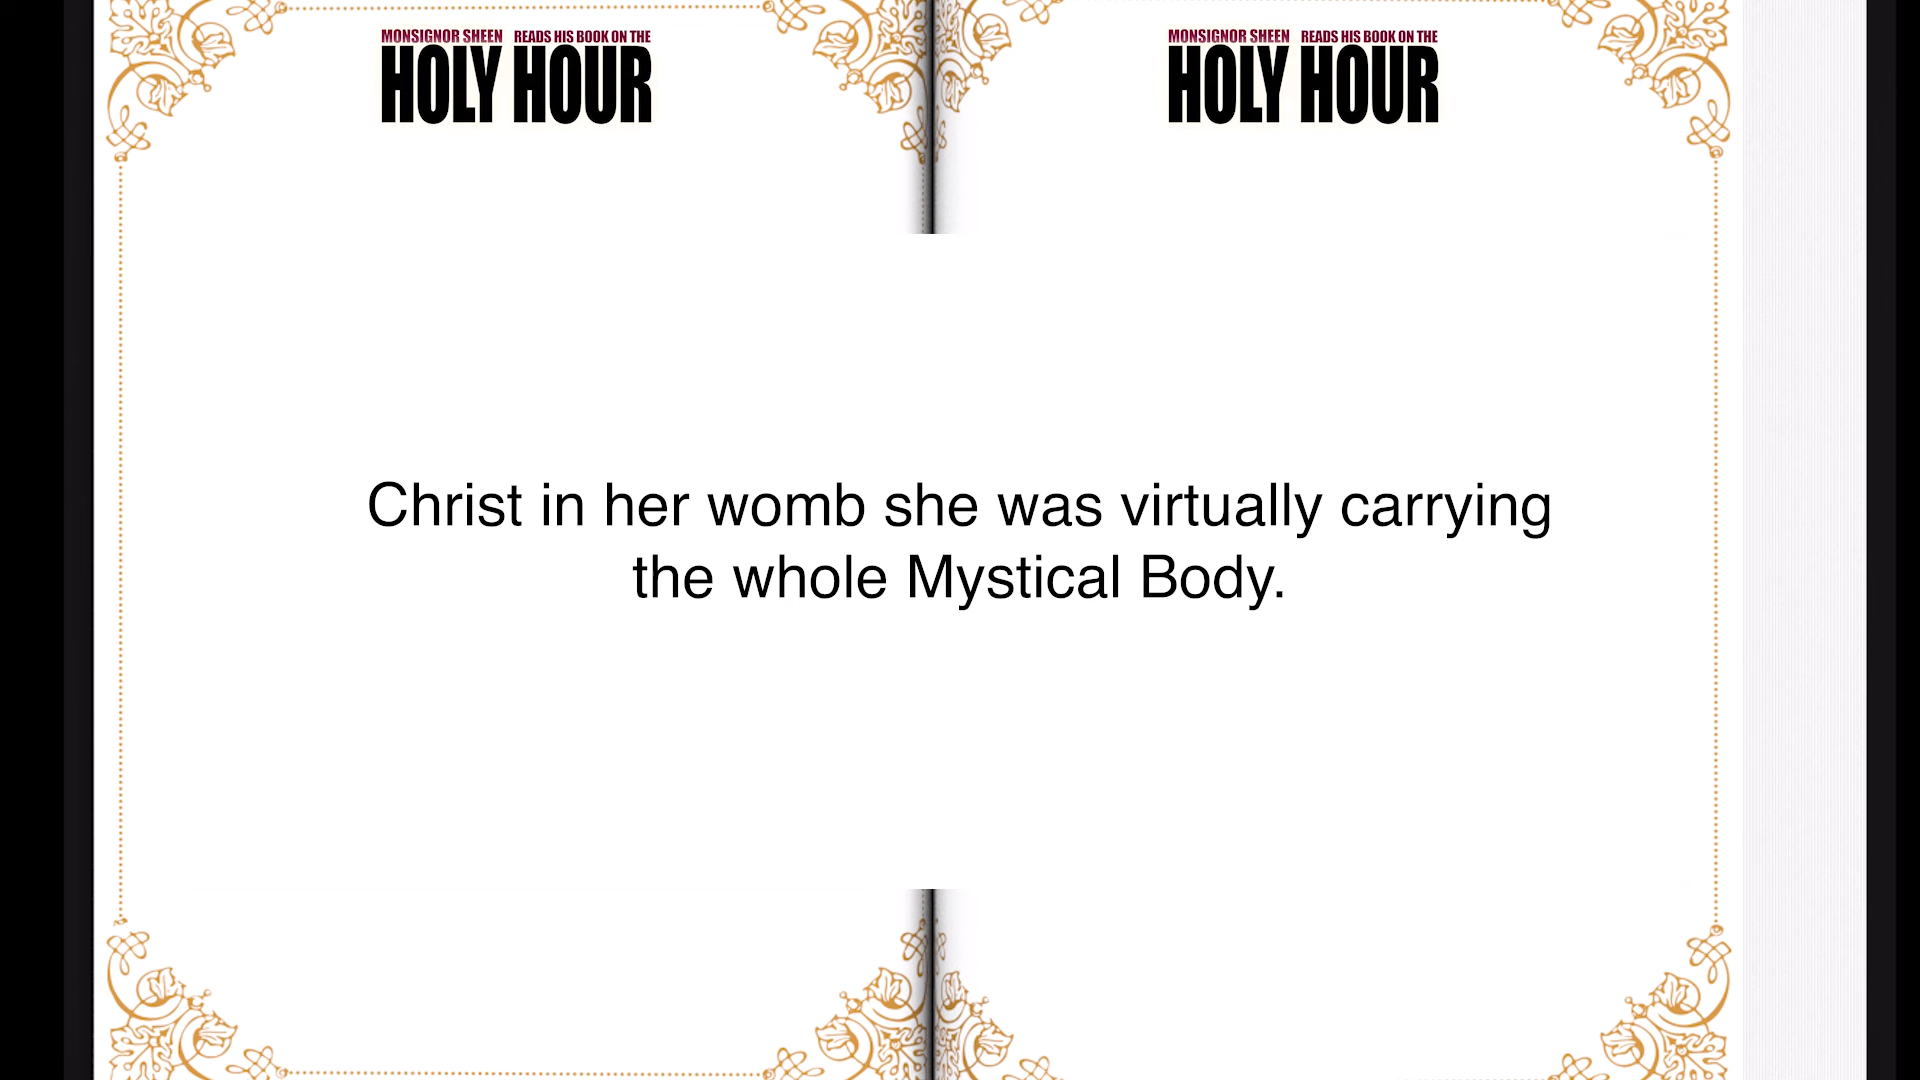 MONSIGNOR SHEEN READS HIS BOOK ON THE
HOLY HOUR
MONSIGNOR SHEEN READS HIS BOOK ON THE
HOLY HOUR
Christ in her womb she was virtually carrying
the whole Mystical Body.